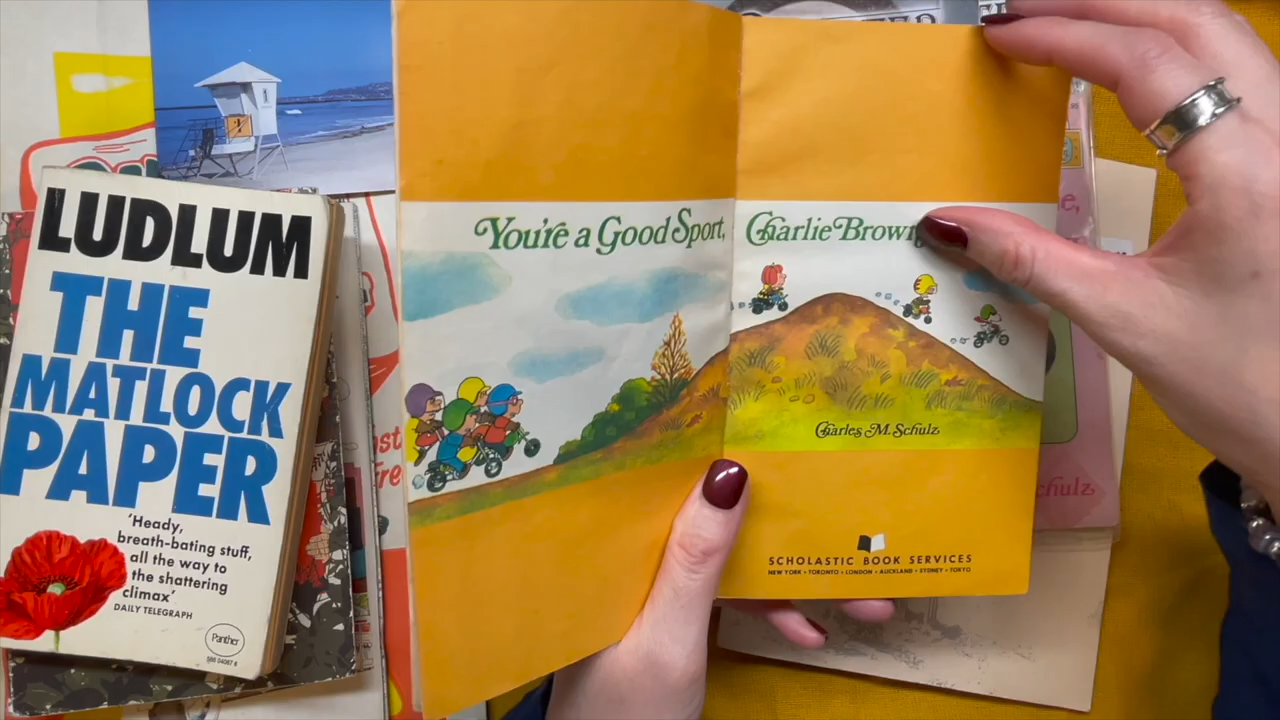 LUDLUM
THE
MATLOCK
PAPER
'Heady,
breath-bating stuff,
all the way to
the shattering
climax'
DAILY TELEGRAPH
Panther
You're a Good Sport, Charlie Brown
Charles M. Schulz
SCHOLASTIC BOOK SERVICES
NEW YORK • TORONTO • LONDON • AUCKLAND • SYDNEY • TOKYO